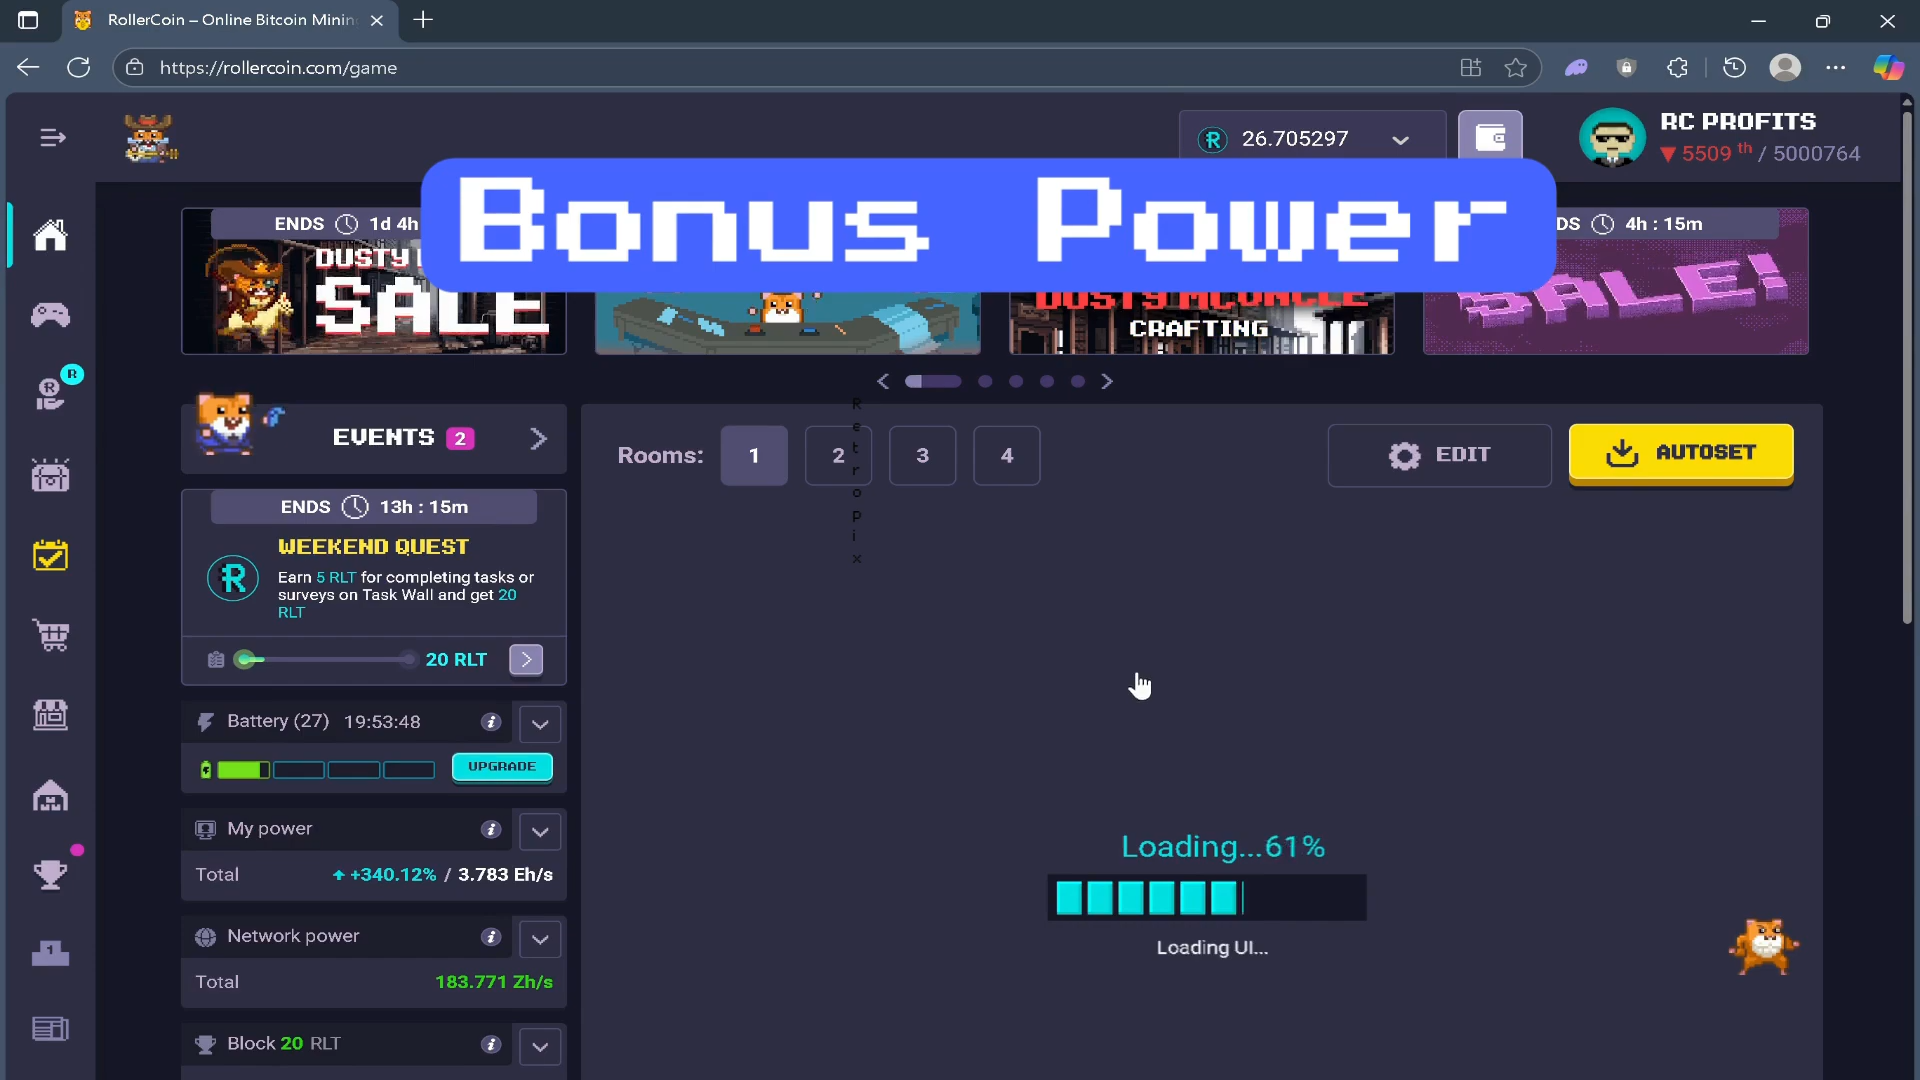 RollerCoin – Online Bitcoin Minin
https://rollercoin.com/game
R 26.705297
RC PROFITS
5509 th / 5000764
Bonus Power
ENDS 1d 4h
DUSTY
SALE
DUSTY MCUNCLE
CRAFTING
DS 4h : 15m
SALE!
EVENTS 2
Rooms: 1 2 3 4
EDIT
AUTOSET
Retropix
ENDS 13h : 15m
WEEKEND QUEST
Earn 5 RLT for completing tasks or
surveys on Task Wall and get 20
RLT
20 RLT
Battery (27) 19:53:48
UPGRADE
My power
Total +340.12% / 3.783 Eh/s
Network power
Total 183.771 Zh/s
Block 20 RLT
Loading...61%
Loading UI...